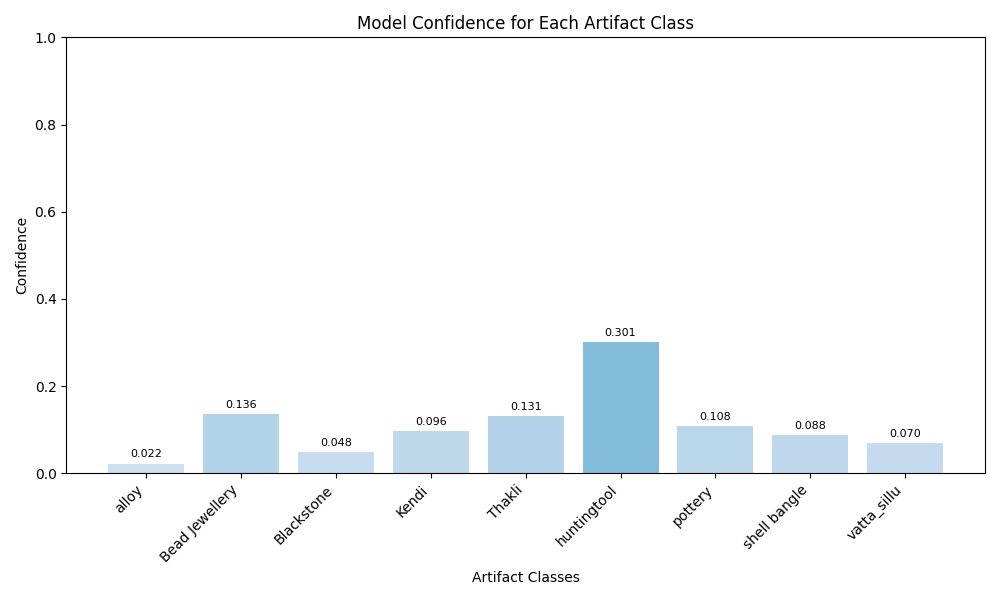 Model Confidence for Each Artifact Class
1.0
0.8
0.6
0.4
0.2
0.0
Confidence
0.022
0.136
0.048
0.096
0.131
0.301
0.108
0.088
0.070
alloy
Bead Jewellery
Blackstone
Kendi
Thakli
huntingtool
pottery
shell bangle
vatta_sillu
Artifact Classes